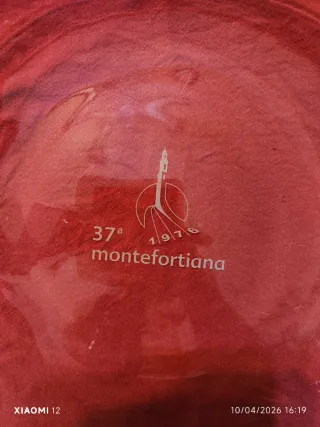 37ª
1976
montefortiana
XIAOMI 12
10/04/2026 16:19